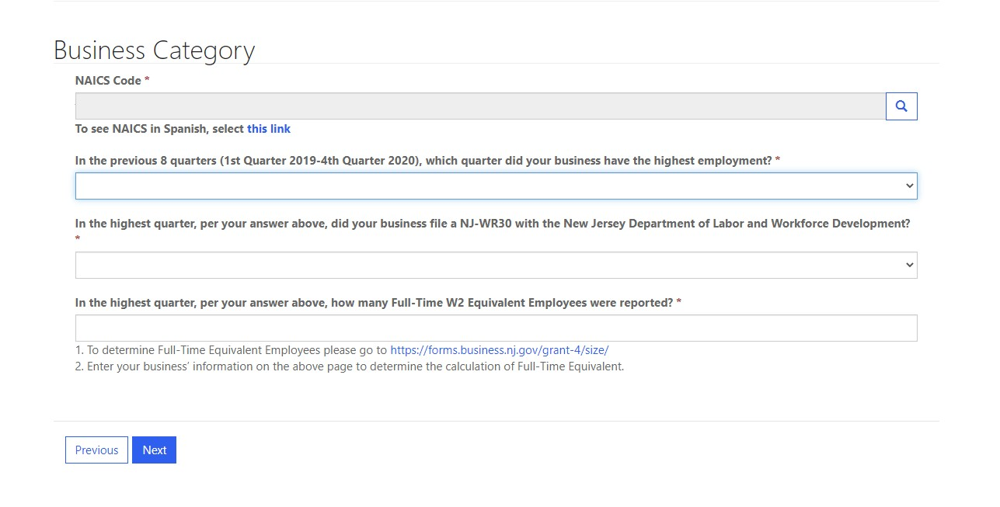 Business Category
NAICS Code *
To see NAICS in Spanish, select this link
In the previous 8 quarters (1st Quarter 2019-4th Quarter 2020), which quarter did your business have the highest employment? *
In the highest quarter, per your answer above, did your business file a NJ-WR30 with the New Jersey Department of Labor and Workforce Development?
*
In the highest quarter, per your answer above, how many Full-Time W2 Equivalent Employees were reported? *
1. To determine Full-Time Equivalent Employees please go to https://forms.business.nj.gov/grant-4/size/
2. Enter your business’ information on the above page to determine the calculation of Full-Time Equivalent.
Previous Next